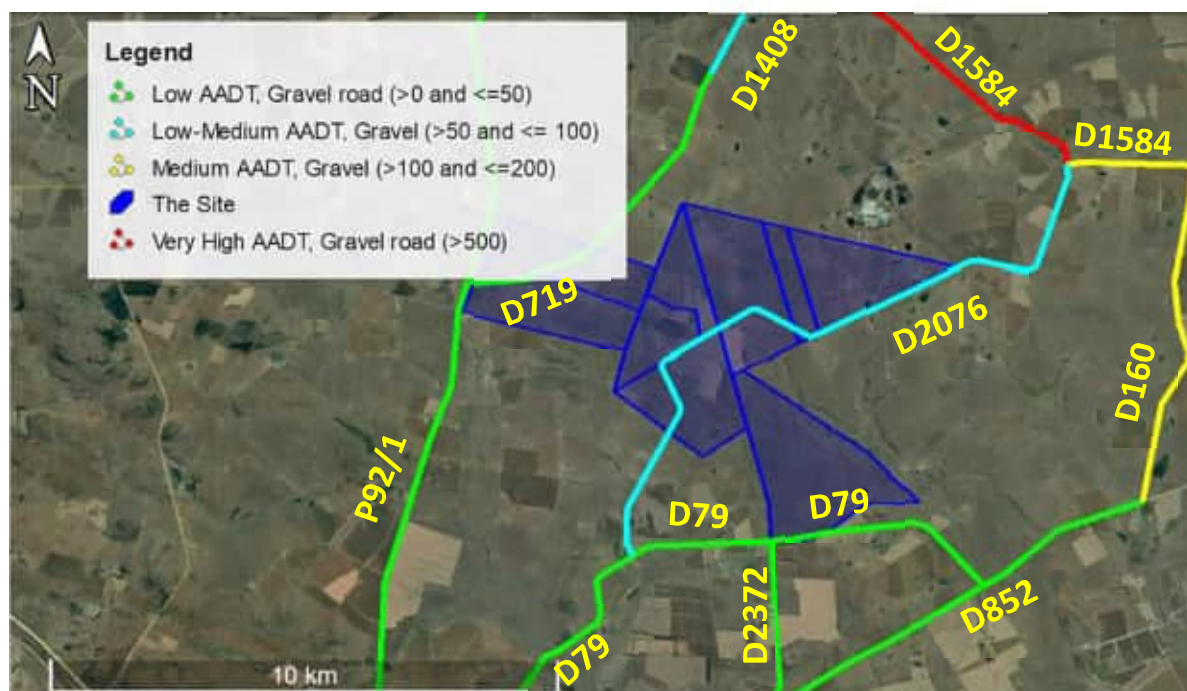 N
Legend
Low AADT, Gravel road (>0 and <=50)
Low-Medium AADT, Gravel (>50 and <= 100)
Medium AADT, Gravel (>100 and <=200)
The Site
Very High AADT, Gravel road (>500)
D1408
D1584
D1584
D719
D2076
D160
P92/1
D79
D79
D2372
D852
D79
10 km